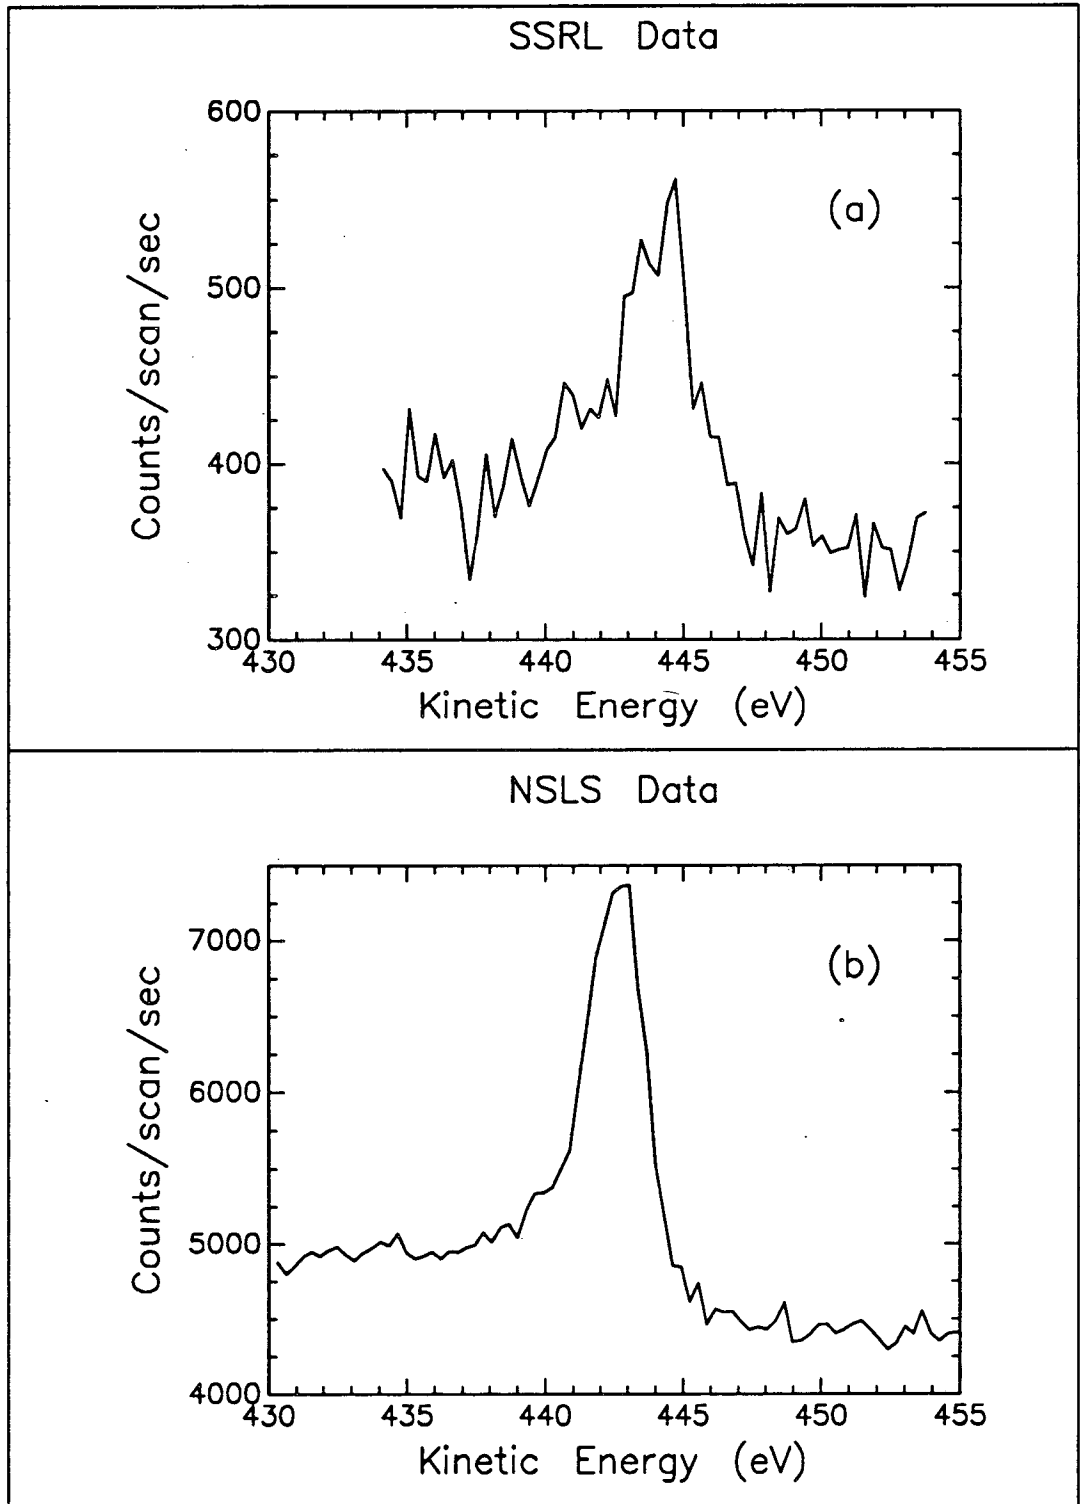 SSRL Data
600
500
400
300
Counts/scan/sec
(a)
430 435 440 445 450 455
Kinetic Energy (eV)
NSLS Data
7000
6000
5000
4000
Counts/scan/sec
(b)
430 435 440 445 450 455
Kinetic Energy (eV)